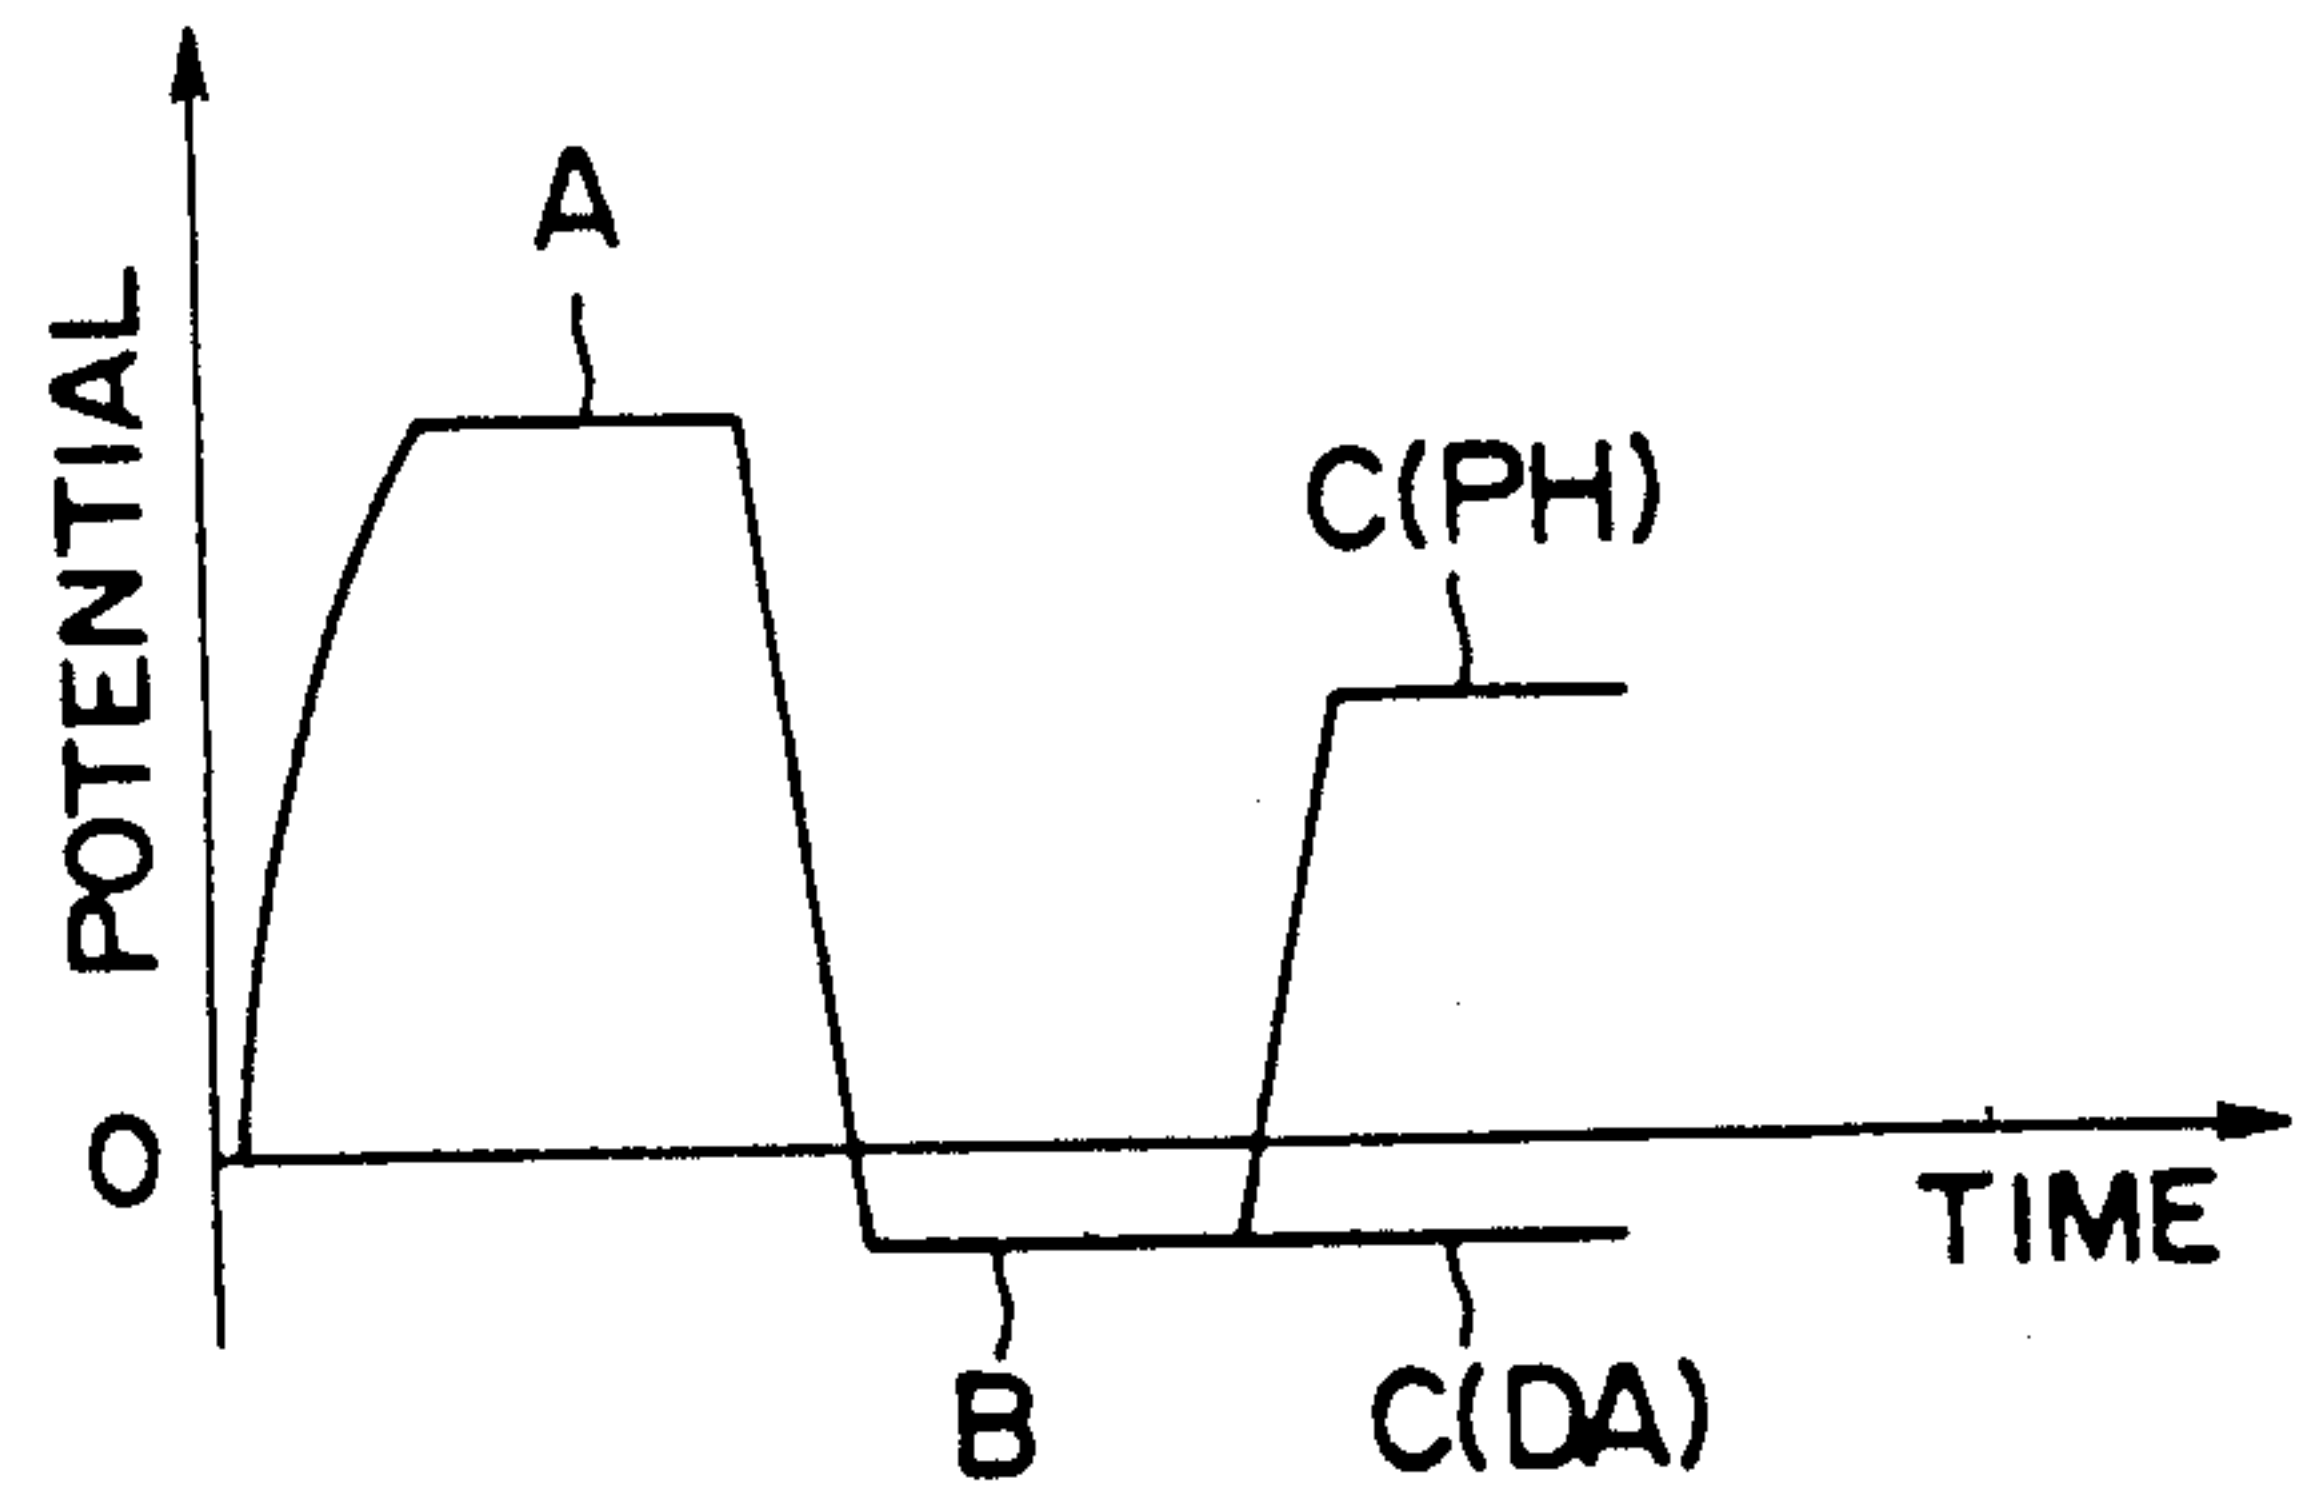 A
POTENTIAL
C(PH)
O
TIME
B
C(DA)